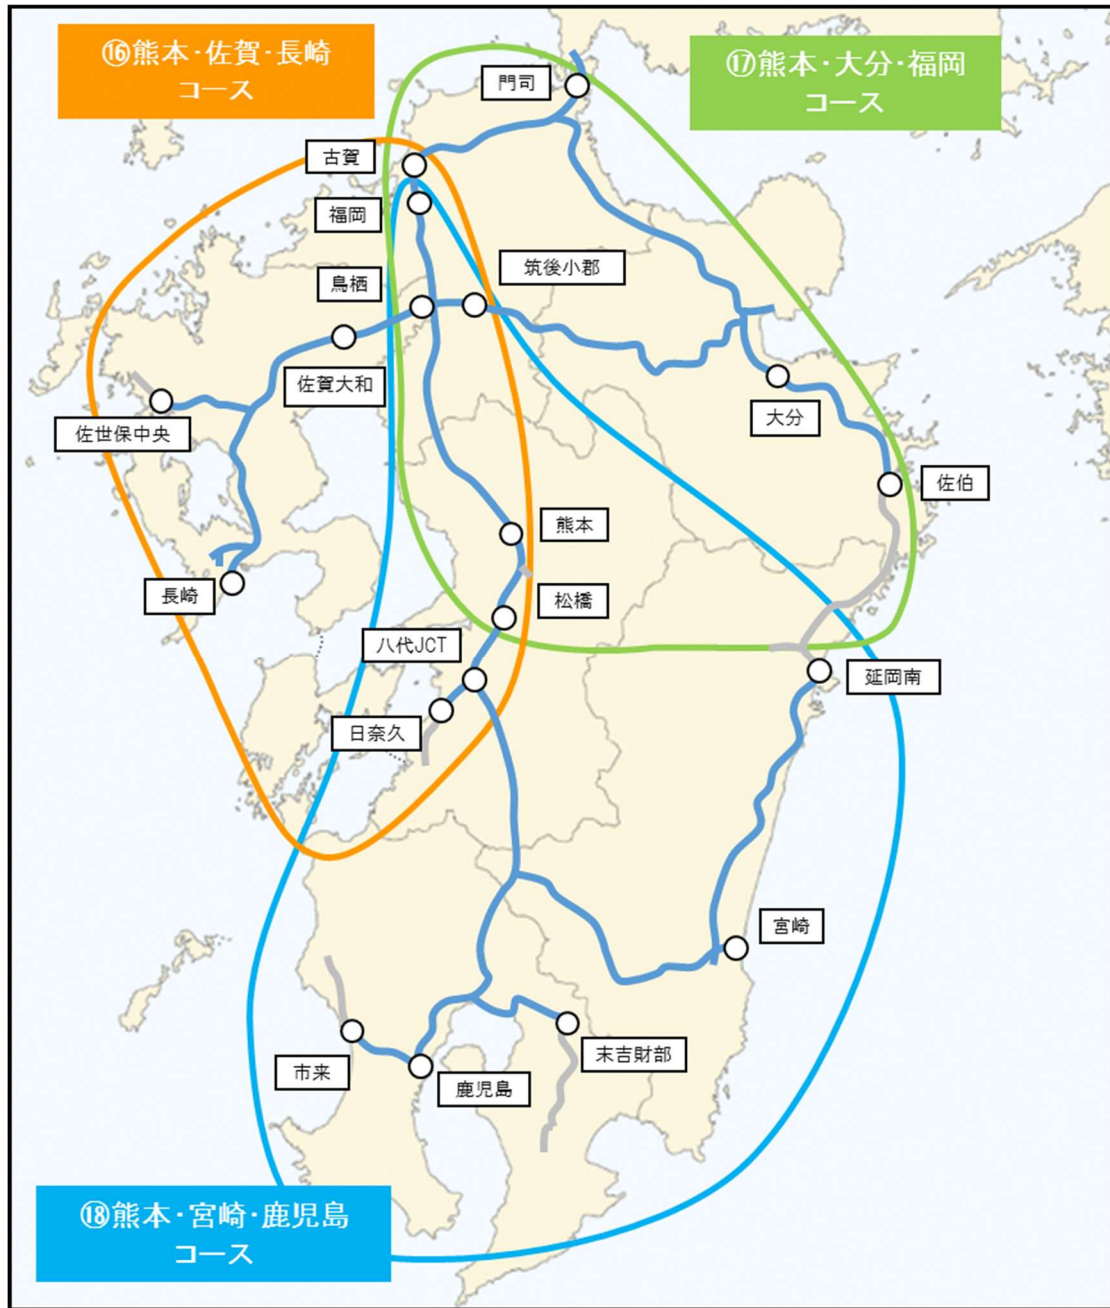 ⑯熊本・佐賀・長崎
コース
⑰熊本・大分・福岡
コース
門司
古賀
福岡
筑後小郡
鳥栖
佐賀大和
佐世保中央
大分
佐伯
熊本
長崎
松橋
八代JCT
延岡南
日奈久
宮崎
市来
鹿児島
末吉財部
⑱熊本・宮崎・鹿児島
コース